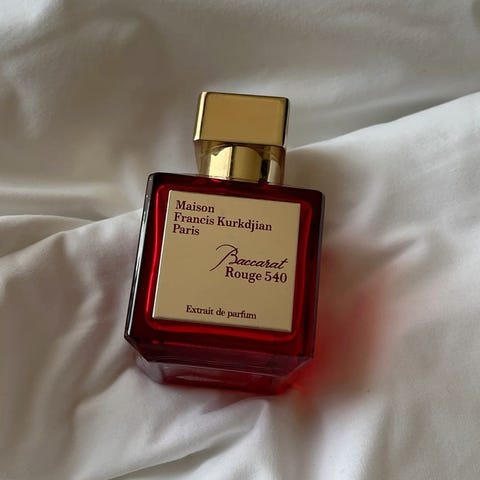 Maison
Francis Kurkdjian
Paris
Baccarat
Rouge 540
Extrait de parfum